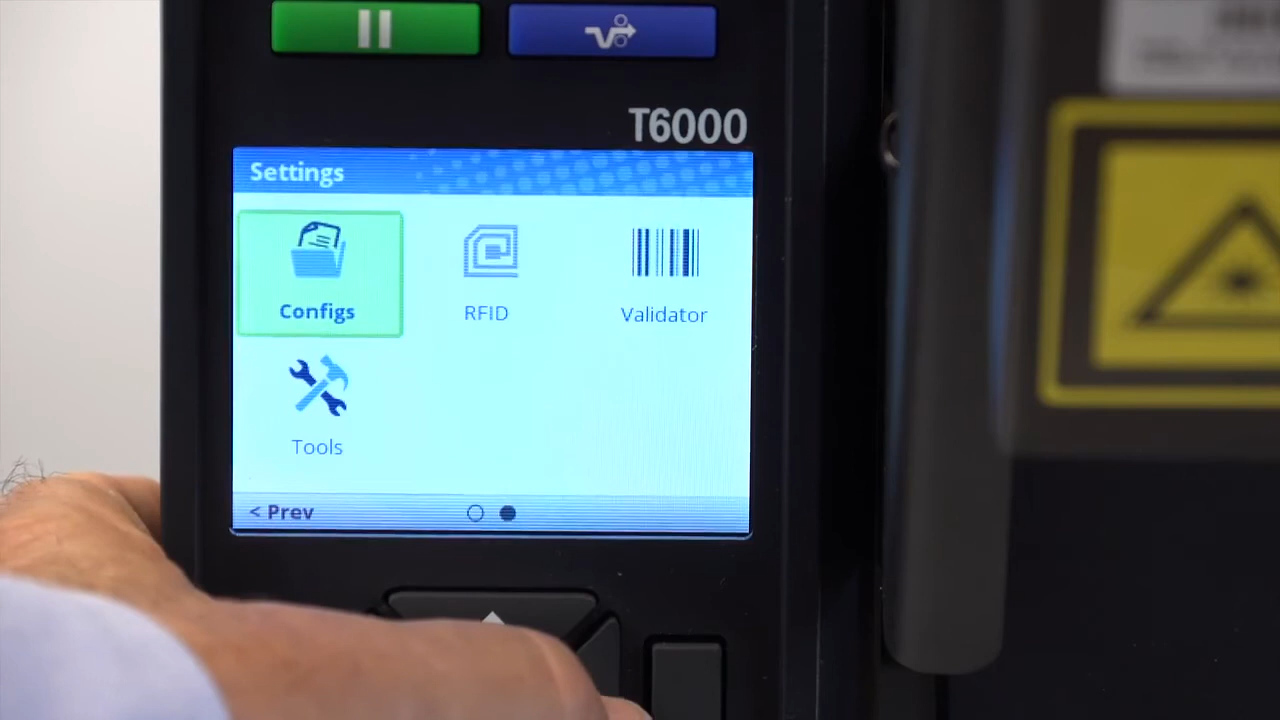 T6000
Settings
Configs
RFID
Validator
Tools
< Prev